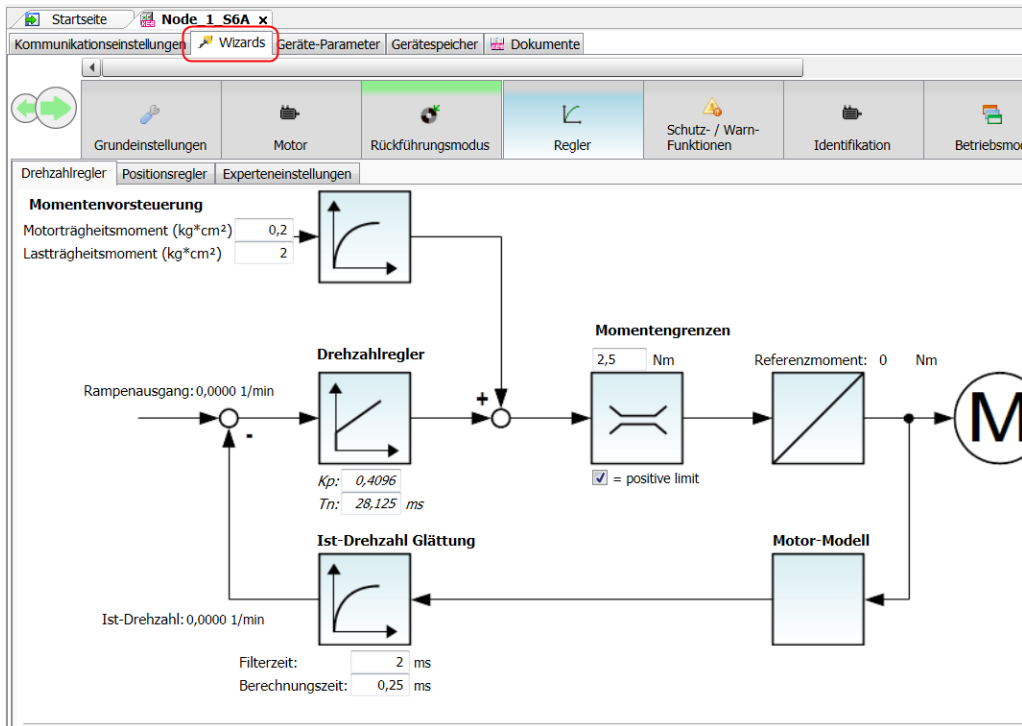 Startseite
Node_1_S6A x
Kommunikationseinstellungen
Wizards
Geräte-Parameter
Gerätespeicher
Dokumente
Grundeinstellungen
Motor
Rückführungsmodus
Regler
Schutz- / Warn-
Funktionen
Identifikation
Betriebsmo
Drehzahlregler
Positionsregler
Experteneinstellungen
Momentenvorsteuerung
Motorträgheitsmoment (kg*cm²) 0,2
Lastträgheitsmoment (kg*cm²) 2
Momentengrenzen
2,5 Nm
Referenzmoment: 0 Nm
Drehzahlregler
Rampenausgang: 0,0000 1/min
+
-
M
Kp: 0,4096
Tn: 28,125 ms
= positive limit
Ist-Drehzahl Glättung
Motor-Modell
Ist-Drehzahl: 0,0000 1/min
Filterzeit: 2 ms
Berechnungszeit: 0,25 ms